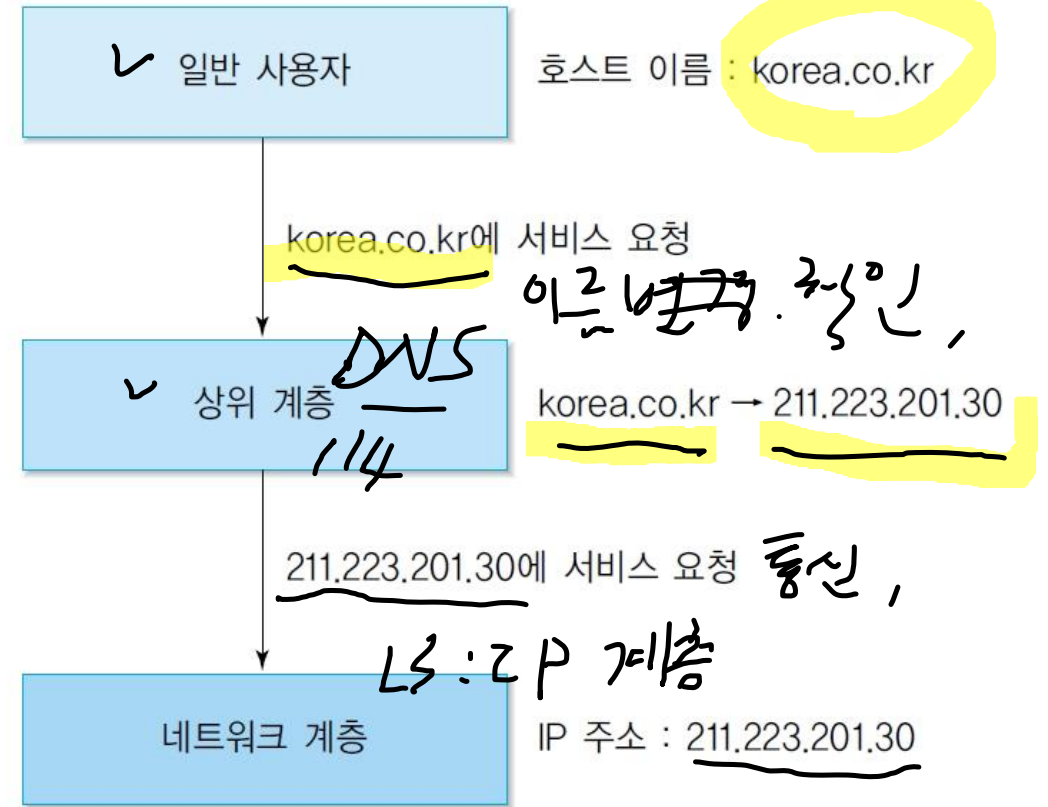 일반 사용자
호스트 이름 : korea.co.kr
korea.co.kr에 서비스 요청
이름 변경. 확인,
DNS
상위 계층
korea.co.kr → 211.223.201.30
114
211.223.201.30에 서비스 요청
통신,
L3 : IP 계층
네트워크 계층
IP 주소 : 211.223.201.30